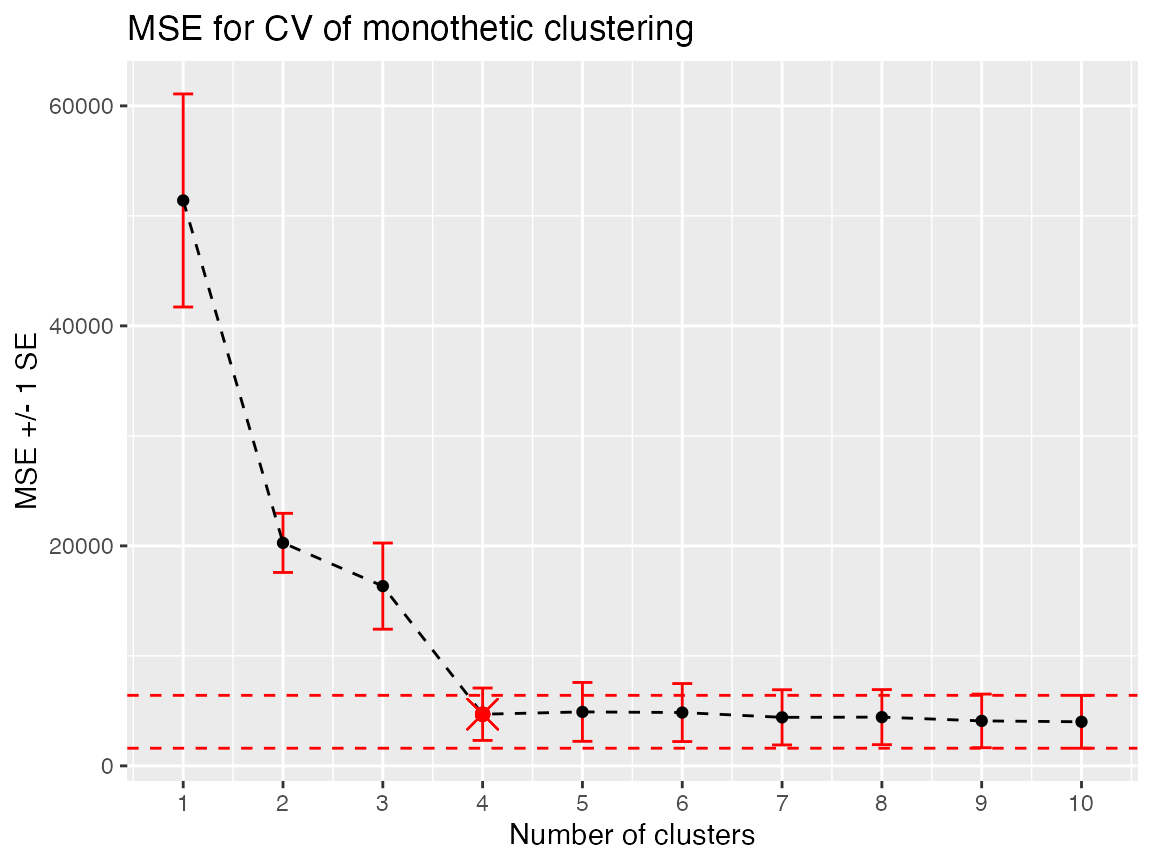 MSE for CV of monothetic clustering
MSE +/- 1 SE
60000
40000
20000
0
1 2 3 4 5 6 7 8 9 10
Number of clusters